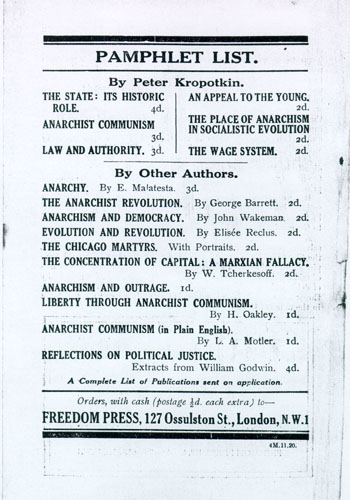 PAMPHLET LIST.
By Peter Kropotkin.
THE STATE: ITS HISTORIC
ROLE. 4d.
ANARCHIST COMMUNISM
3d.
LAW AND AUTHORITY. 3d.
AN APPEAL TO THE YOUNG.
2d.
THE PLACE OF ANARCHISM
IN SOCIALISTIC EVOLUTION
2d.
THE WAGE SYSTEM. 2d.
By Other Authors.
ANARCHY. By E. Malatesta. 3d.
THE ANARCHIST REVOLUTION. By George Barrett. 2d.
ANARCHISM AND DEMOCRACY. By John Wakeman. 2d.
EVOLUTION AND REVOLUTION. By Elisée Reclus. 2d.
THE CHICAGO MARTYRS. With Portraits. 2d.
THE CONCENTRATION OF CAPITAL: A MARXIAN FALLACY.
By W. Tcherkesoff. 2d.
ANARCHISM AND OUTRAGE. 1d.
LIBERTY THROUGH ANARCHIST COMMUNISM.
By H. Oakley. 1d.
ANARCHIST COMMUNISM (in Plain English).
By L. A. Motler. 1d.
REFLECTIONS ON POLITICAL JUSTICE.
Extracts from William Godwin. 4d.
A Complete List of Publications sent on application.
Orders, with cash (postage ½d. each extra) to—
FREEDOM PRESS, 127 Ossulston St., London, N.W.1
4M.11.20.